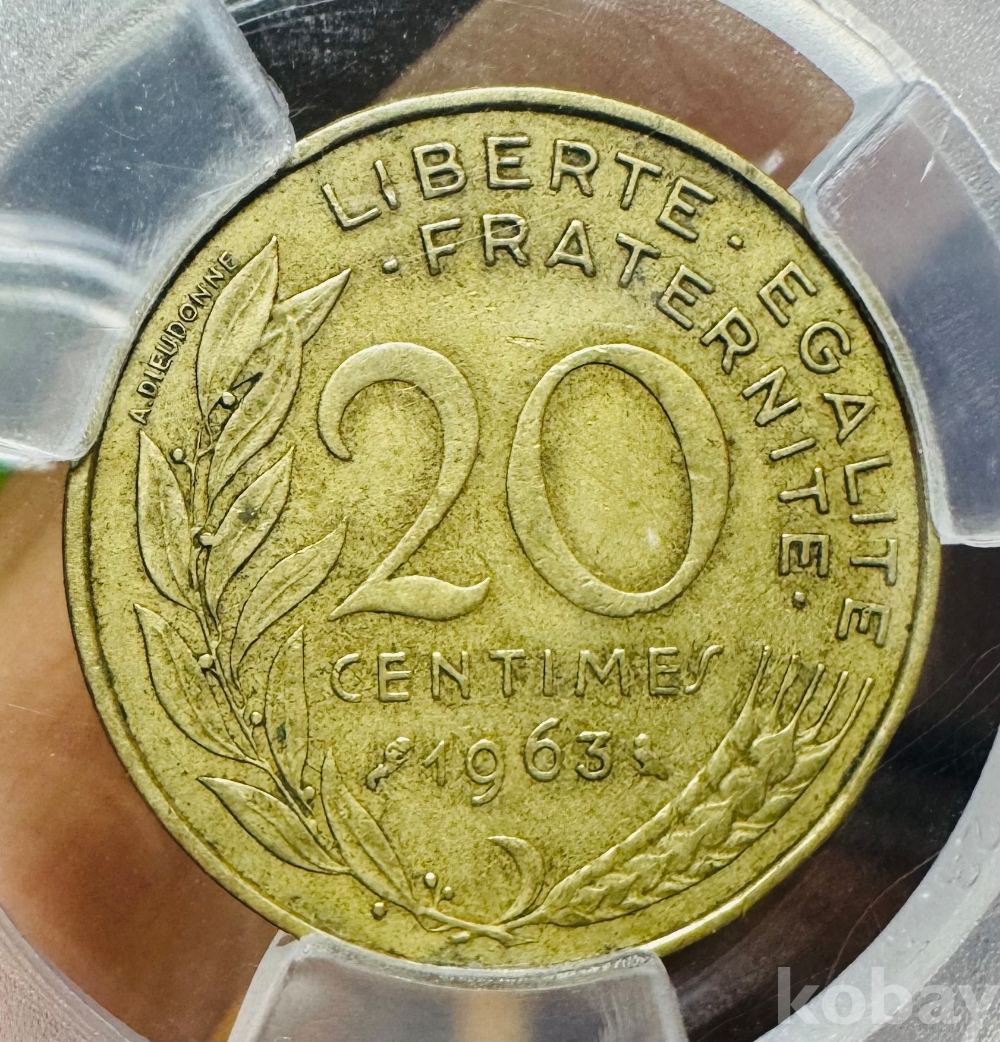 LIBERTE · EGALITE
· FRATERNITE ·
A.DIEUDONNE
20
CENTIMES
1963
kobay